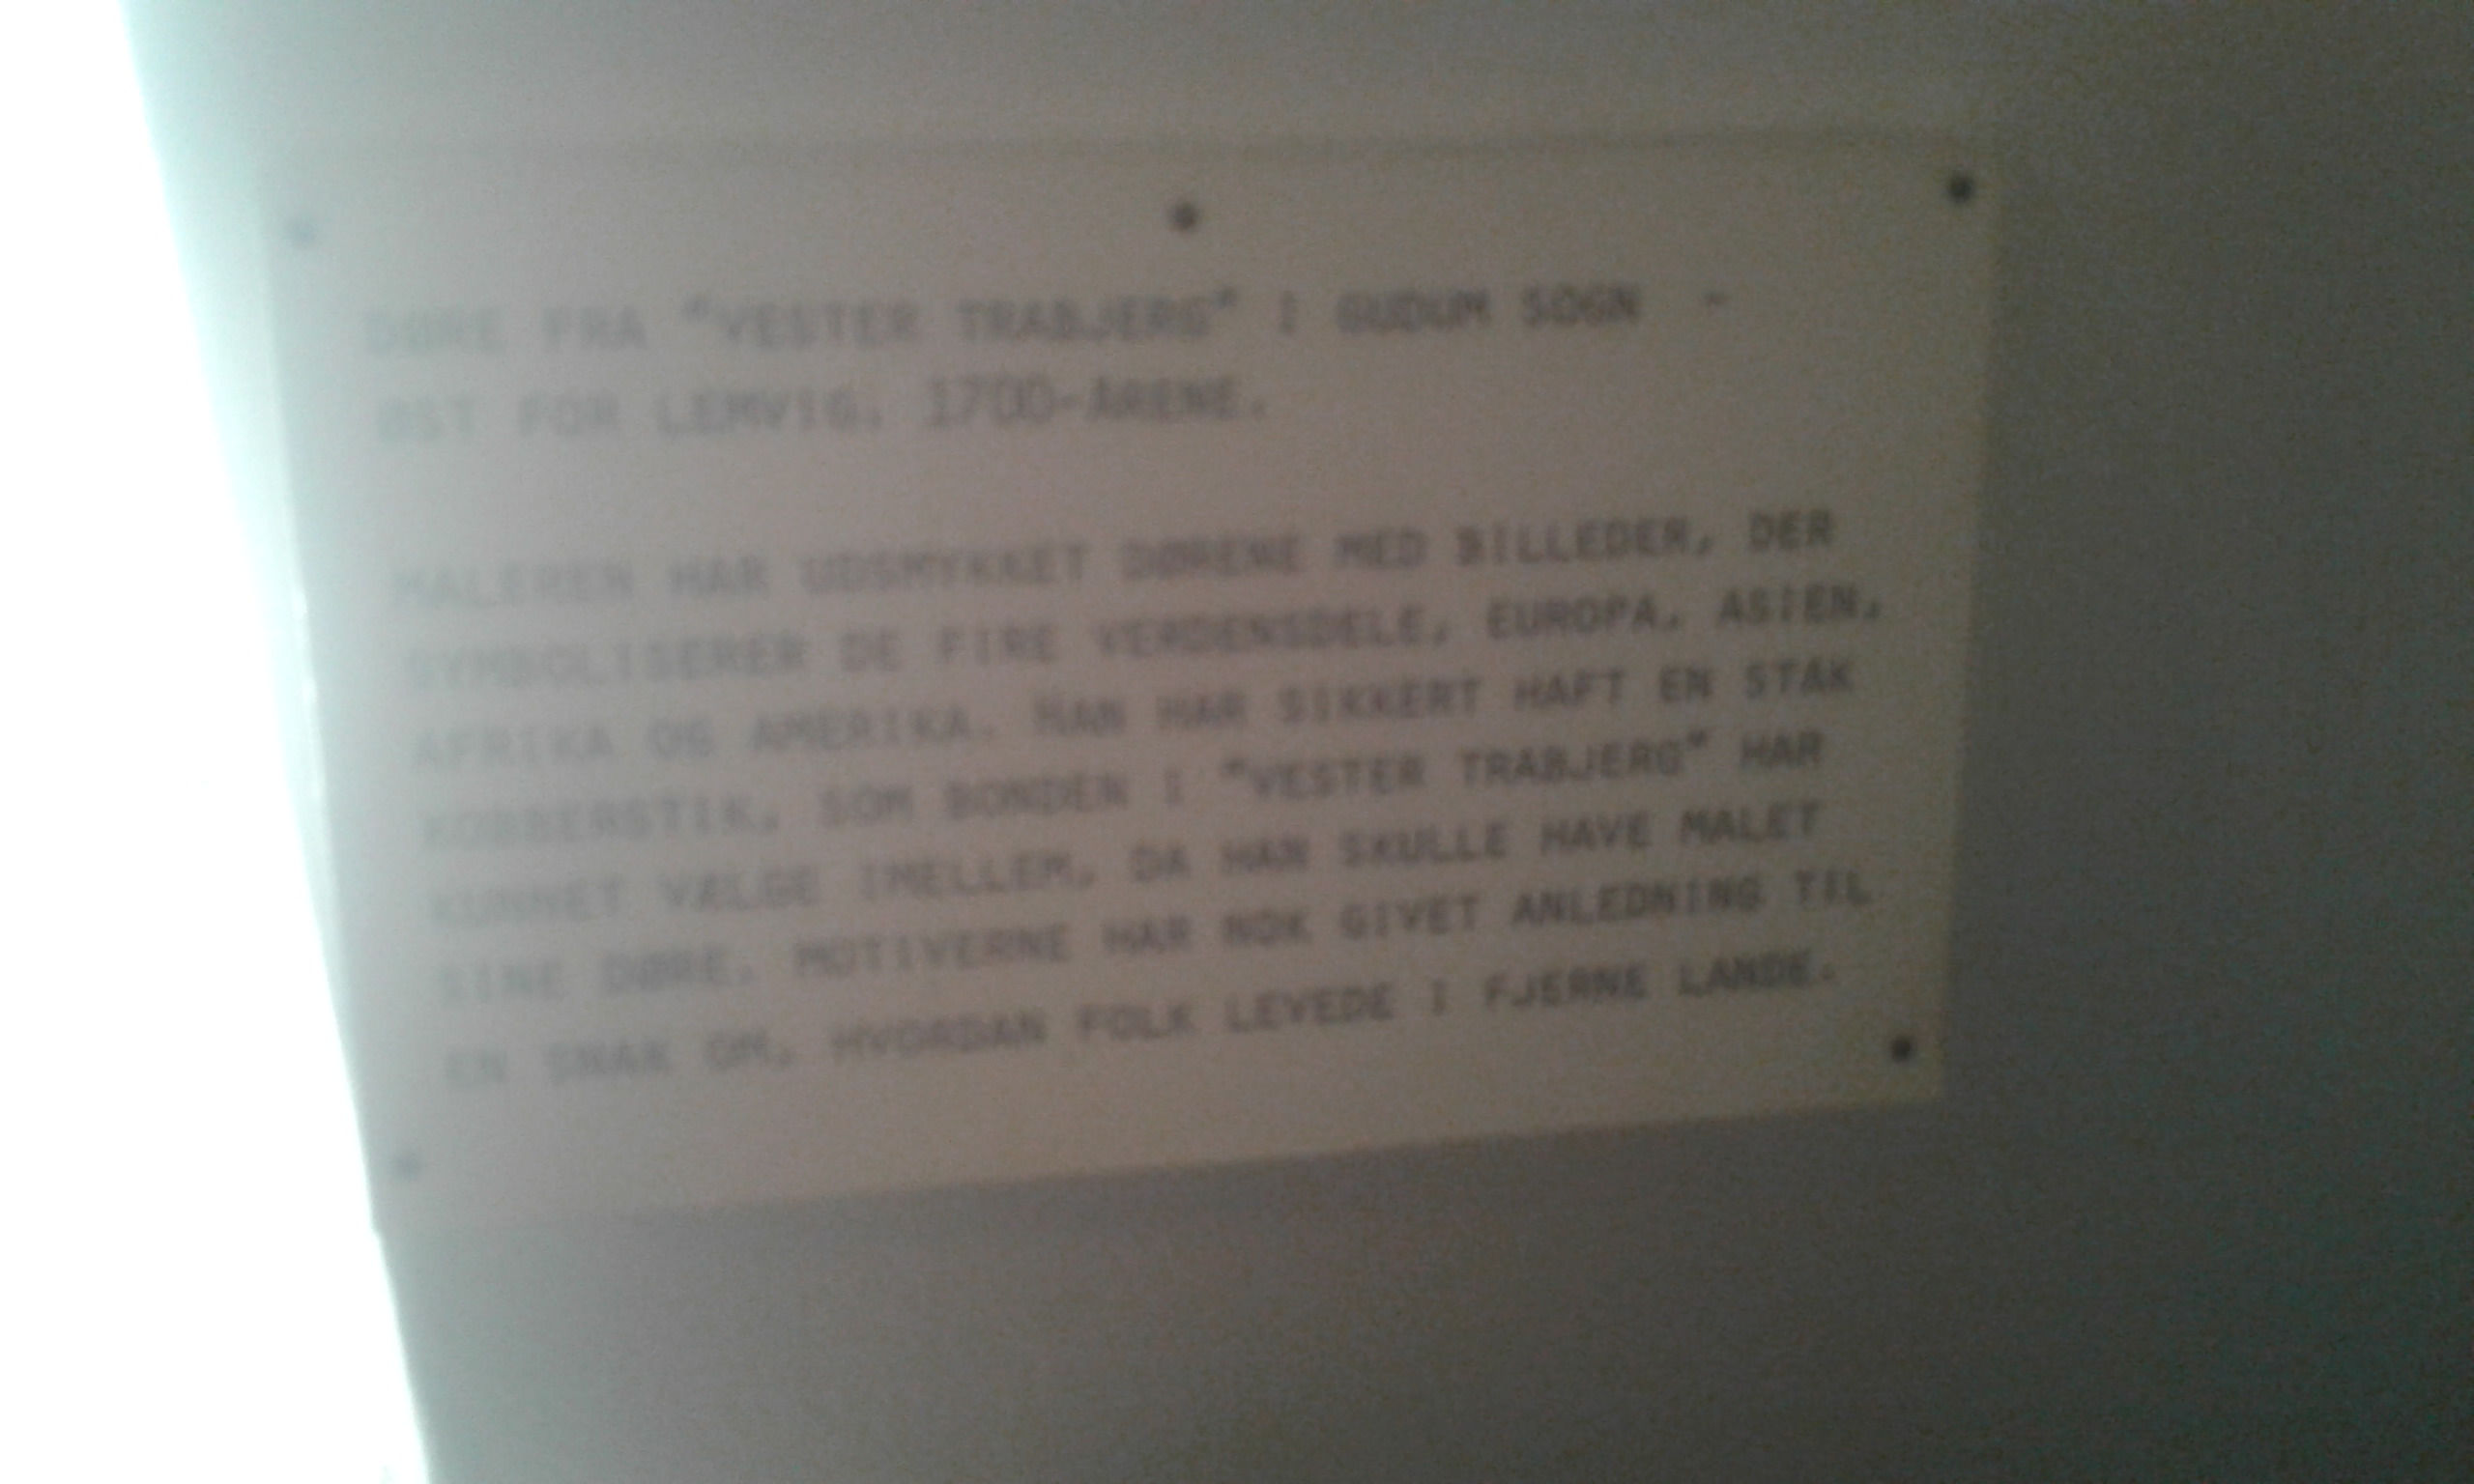 DØRE FRA "VESTER TRABJERG" I GUDUM SOGN -
ØST FOR LEMVIG. 1700-ÅRENE.
MALEREN HAR UDSMYKKET DØRENE MED BILLEDER, DER
SYMBOLISERER DE FIRE VERDENSDELE, EUROPA, ASIEN,
AFRIKA OG AMERIKA. HAN HAR SIKKERT HAFT EN STAK
KOBBERSTIK, SOM BONDEN I "VESTER TRABJERG" HAR
KUNNET VÆLGE IMELLEM, DA HAN SKULLE HAVE MALET
SINE DØRE. MOTIVERNE HAR NOK GIVET ANLEDNING TIL
EN SNAK OM, HVORDAN FOLK LEVEDE I FJERNE LANDE.